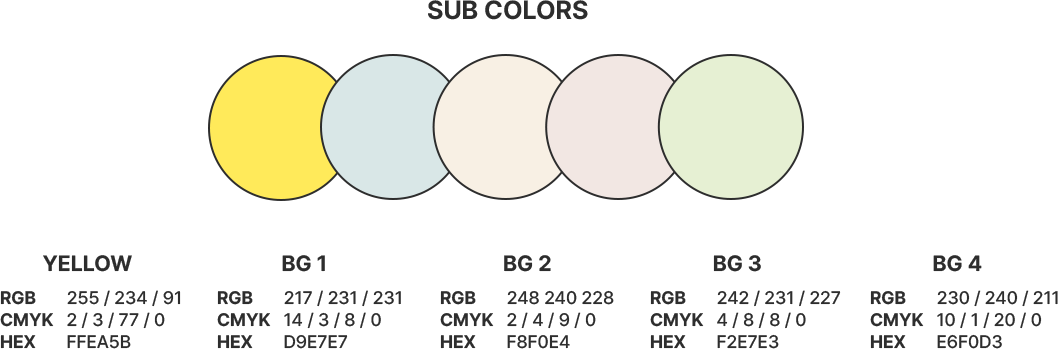 SUB COLORS
YELLOW BG 1 BG 2 BG 3 BG 4
RGB 255 / 234 / 91 RGB 217 / 231 / 231 RGB 248 240 228 RGB 242 / 231 / 227 RGB 230 / 240 / 211
CMYK 2 / 3 / 77 / 0 CMYK 14 / 3 / 8 / 0 CMYK 2 / 4 / 9 / 0 CMYK 4 / 8 / 8 / 0 CMYK 10 / 1 / 20 / 0
HEX FFEA5B HEX D9E7E7 HEX F8F0E4 HEX F2E7E3 HEX E6F0D3